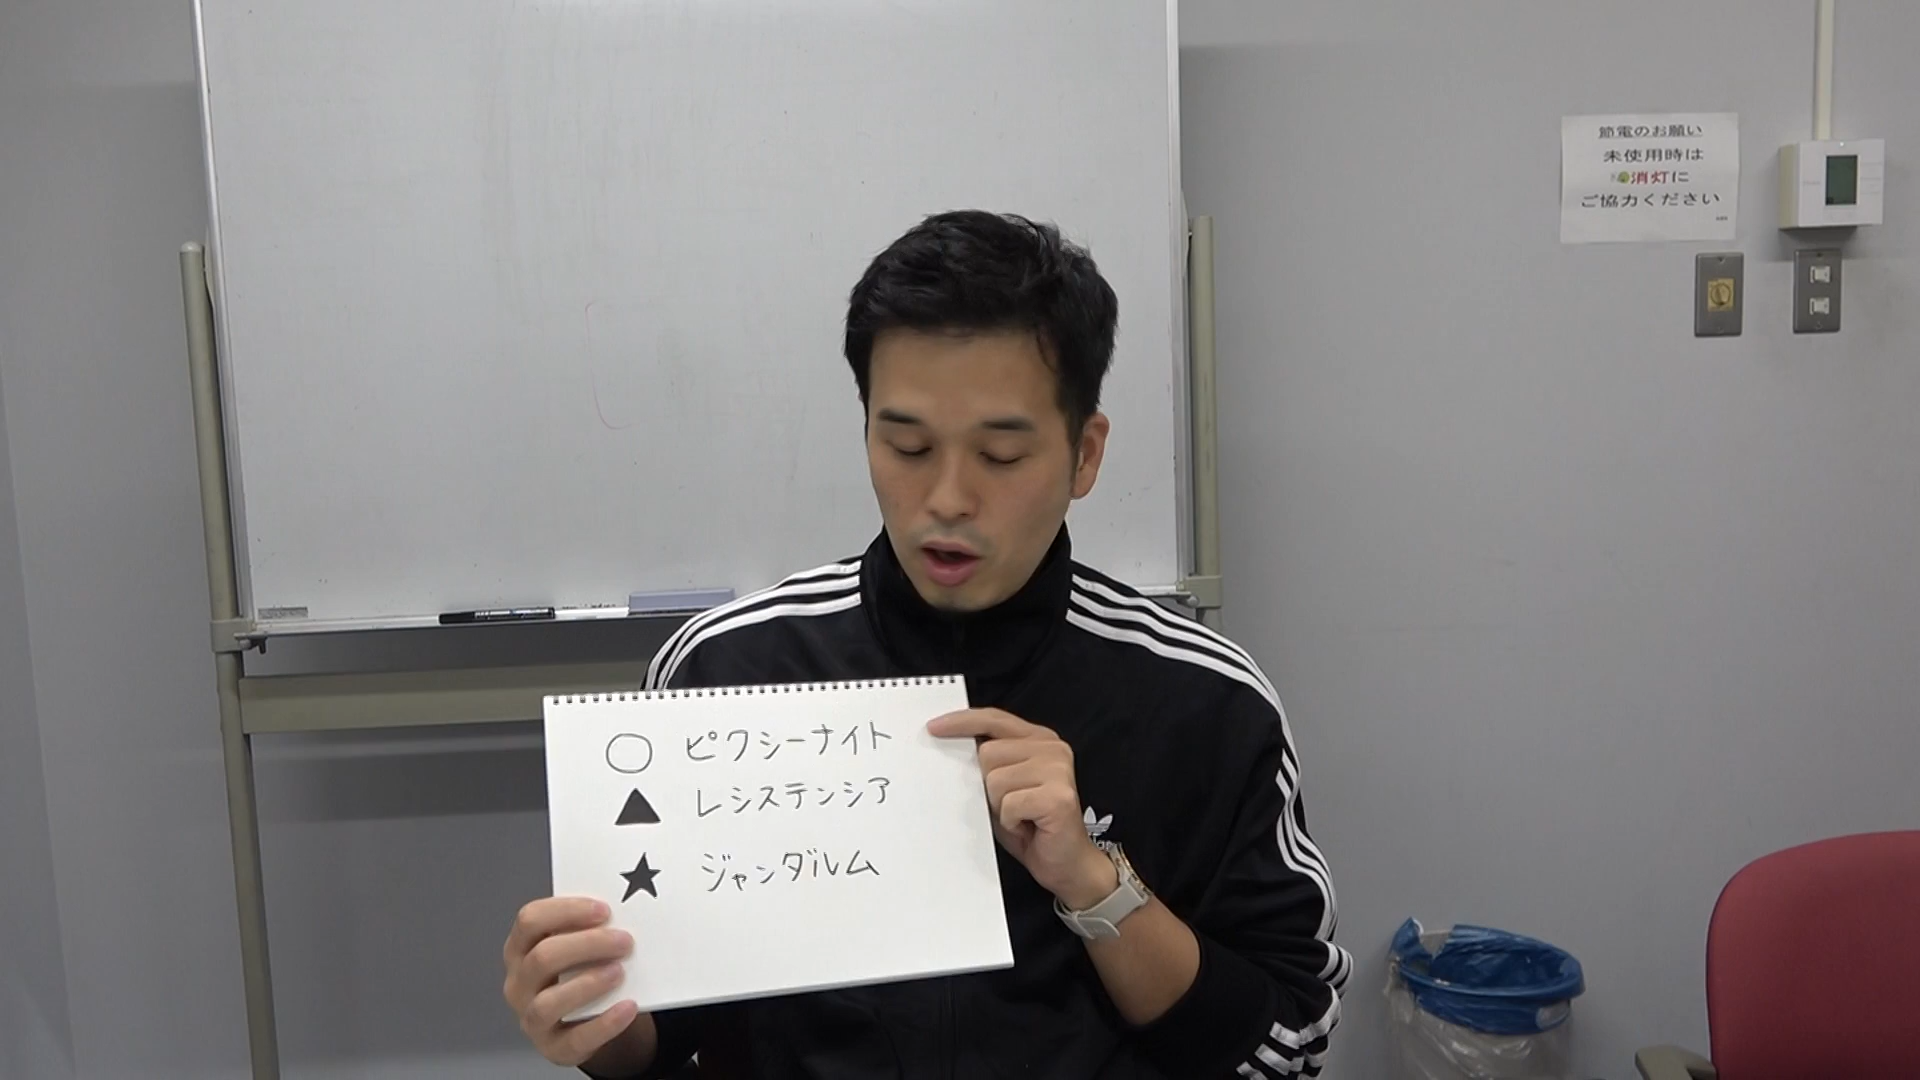 節電のお願い
未使用時は
消灯に
ご協力ください
○ ピクシーナイト
▲ レシステンシア
★ ジャンダルム